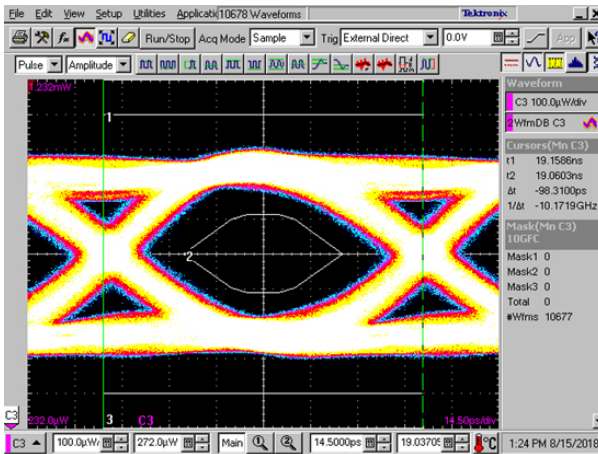 File Edit View Setup Utilities Applicati 10678 Waveforms Tektronix
Run/Stop Acq Mode Sample Trig External Direct 0.0V App
Pulse Amplitude
1.232mW
1
2
3 C3
232.0µW 14.50ps/div
C3
Waveform
C3 100.0µW/div
2 WfmDB C3
Cursors(Mn C3)
t1 19.1586ns
t2 19.0603ns
Δt -98.3100ps
1/Δt -10.1719GHz
Mask(Mn C3)
10GFC
Mask1 0
Mask2 0
Mask3 0
Total 0
#Wfms 10677
C3 100.0µW/ 272.0µW Main 14.5000ps 19.0370 °C 1:24 PM 8/15/2018